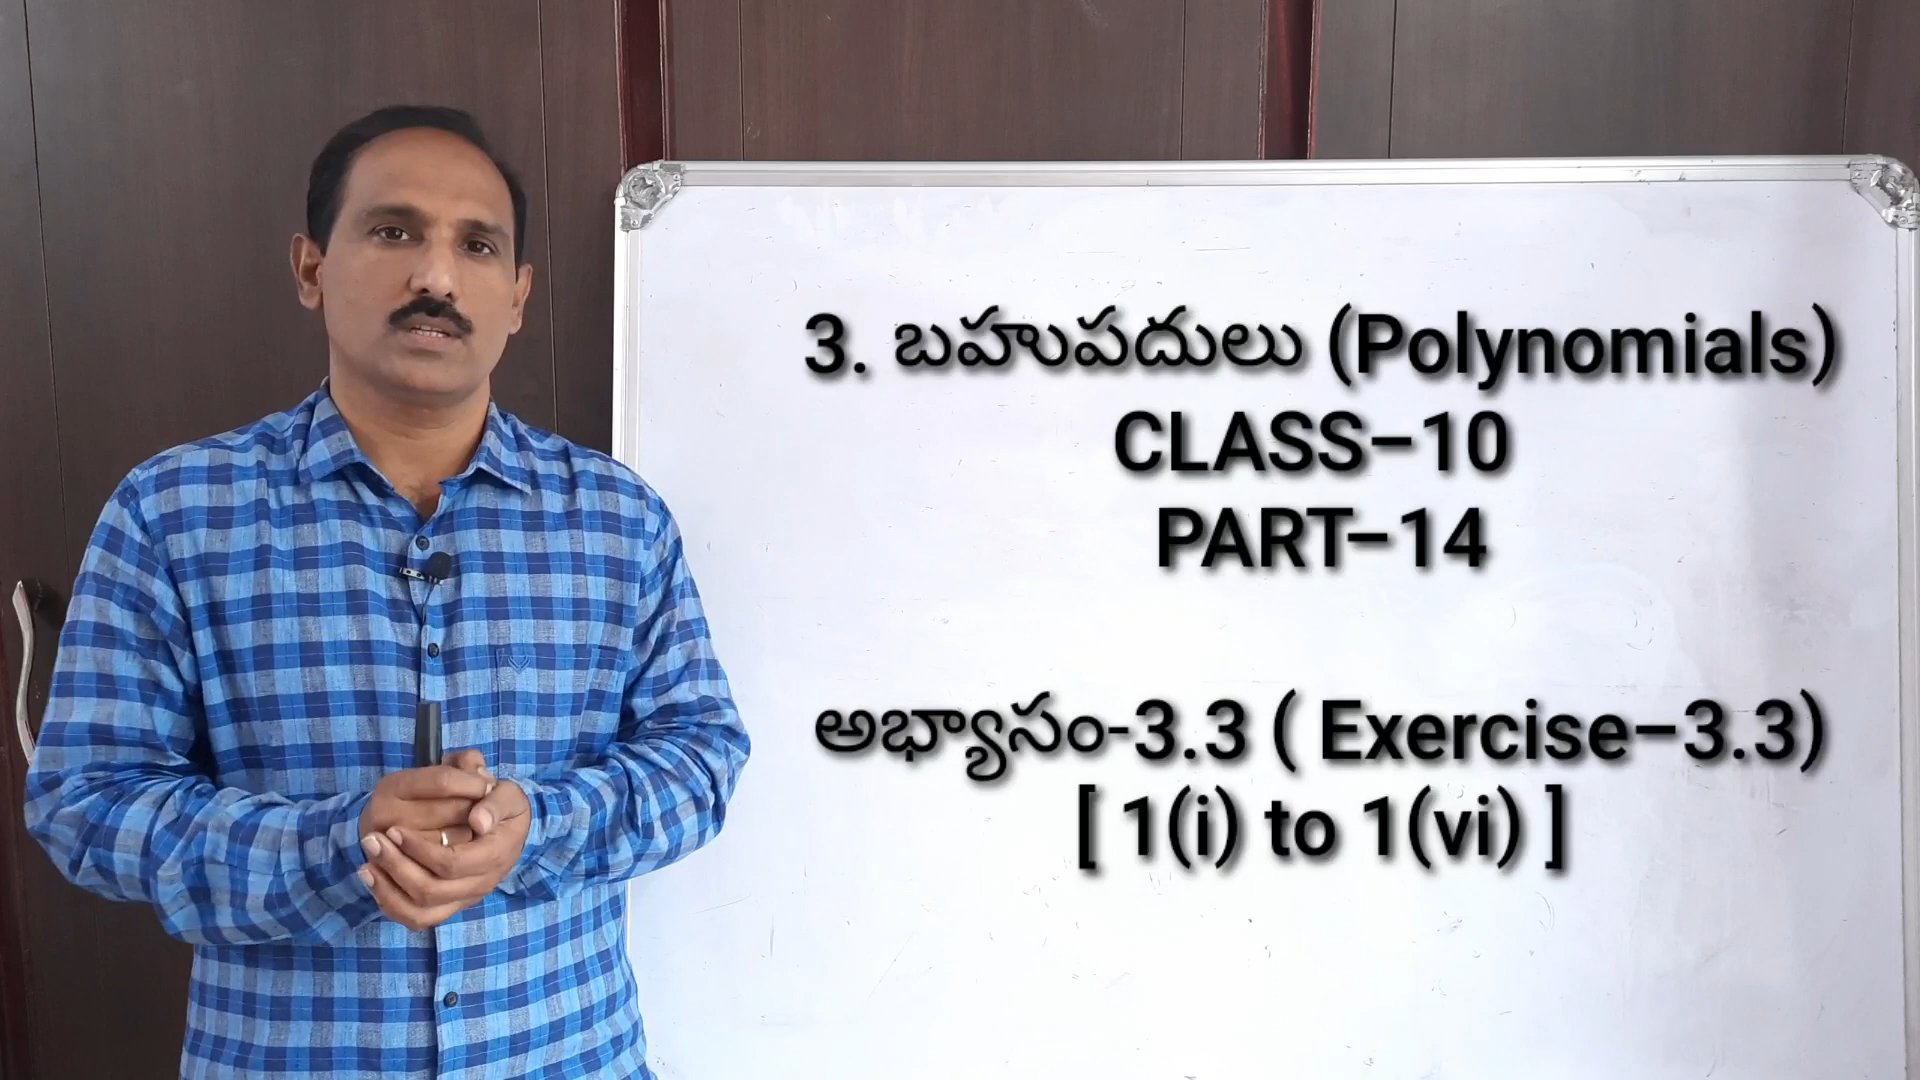 3. బహుపదులు (Polynomials)
CLASS–10
PART–14
అభ్యాసం-3.3 ( Exercise–3.3)
[ 1(i) to 1(vi) ]